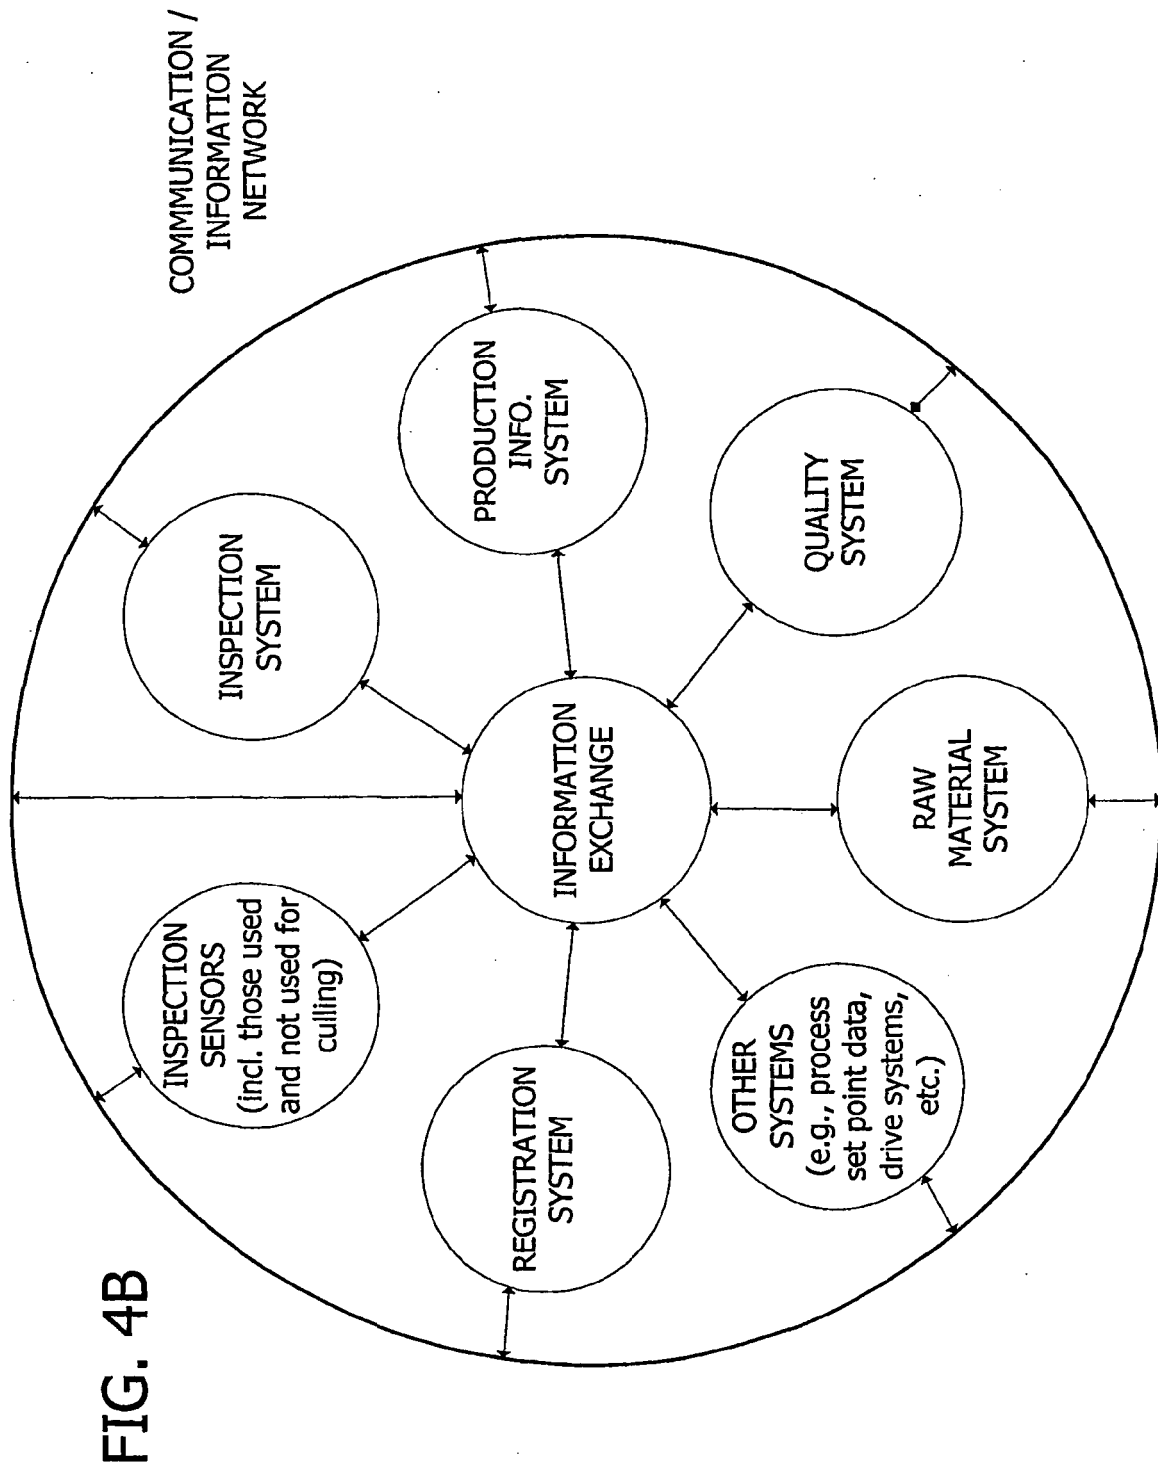 FIG. 4B
COMMMUNICATION /
INFORMATION
NETWORK
INSPECTION
SENSORS
(incl. those used
and not used for
culling)
INSPECTION
SYSTEM
REGISTRATION
SYSTEM
PRODUCTION
INFO.
SYSTEM
INFORMATION
EXCHANGE
OTHER
SYSTEMS
(e.g., process
set point data,
drive systems,
etc.)
QUALITY
SYSTEM
RAW
MATERIAL
SYSTEM